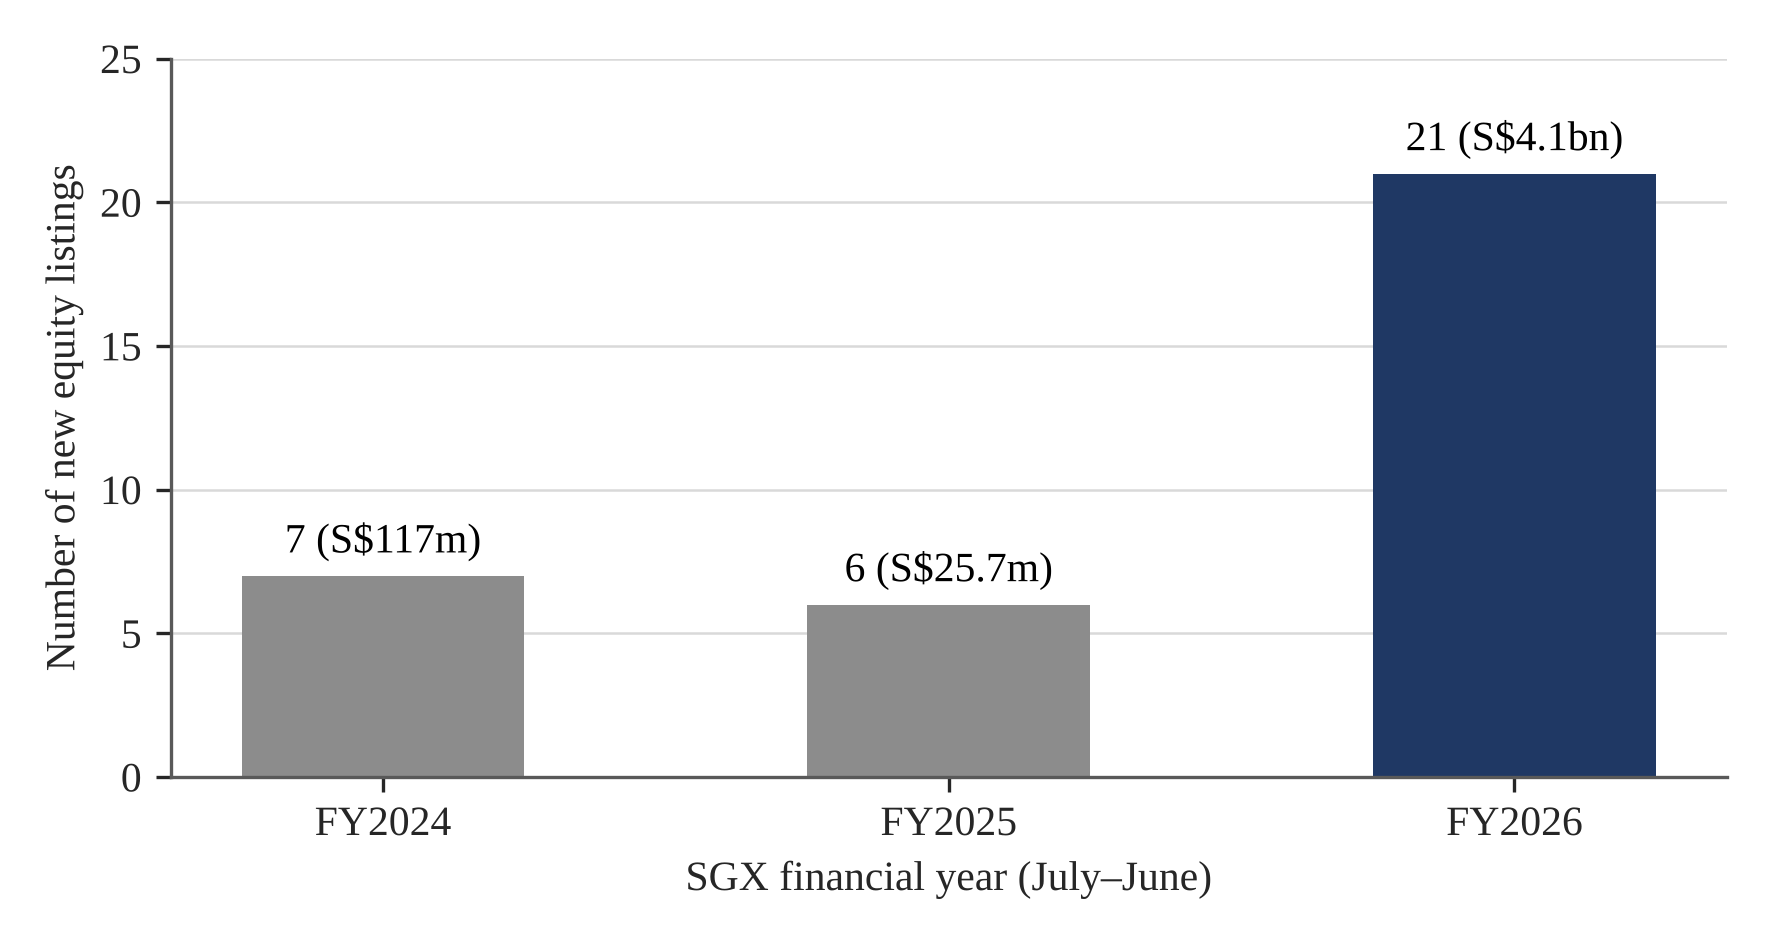 Number of new equity listings
25
20
15
10
5
0
7 (S$117m)
6 (S$25.7m)
21 (S$4.1bn)
FY2024
FY2025
FY2026
SGX financial year (July–June)